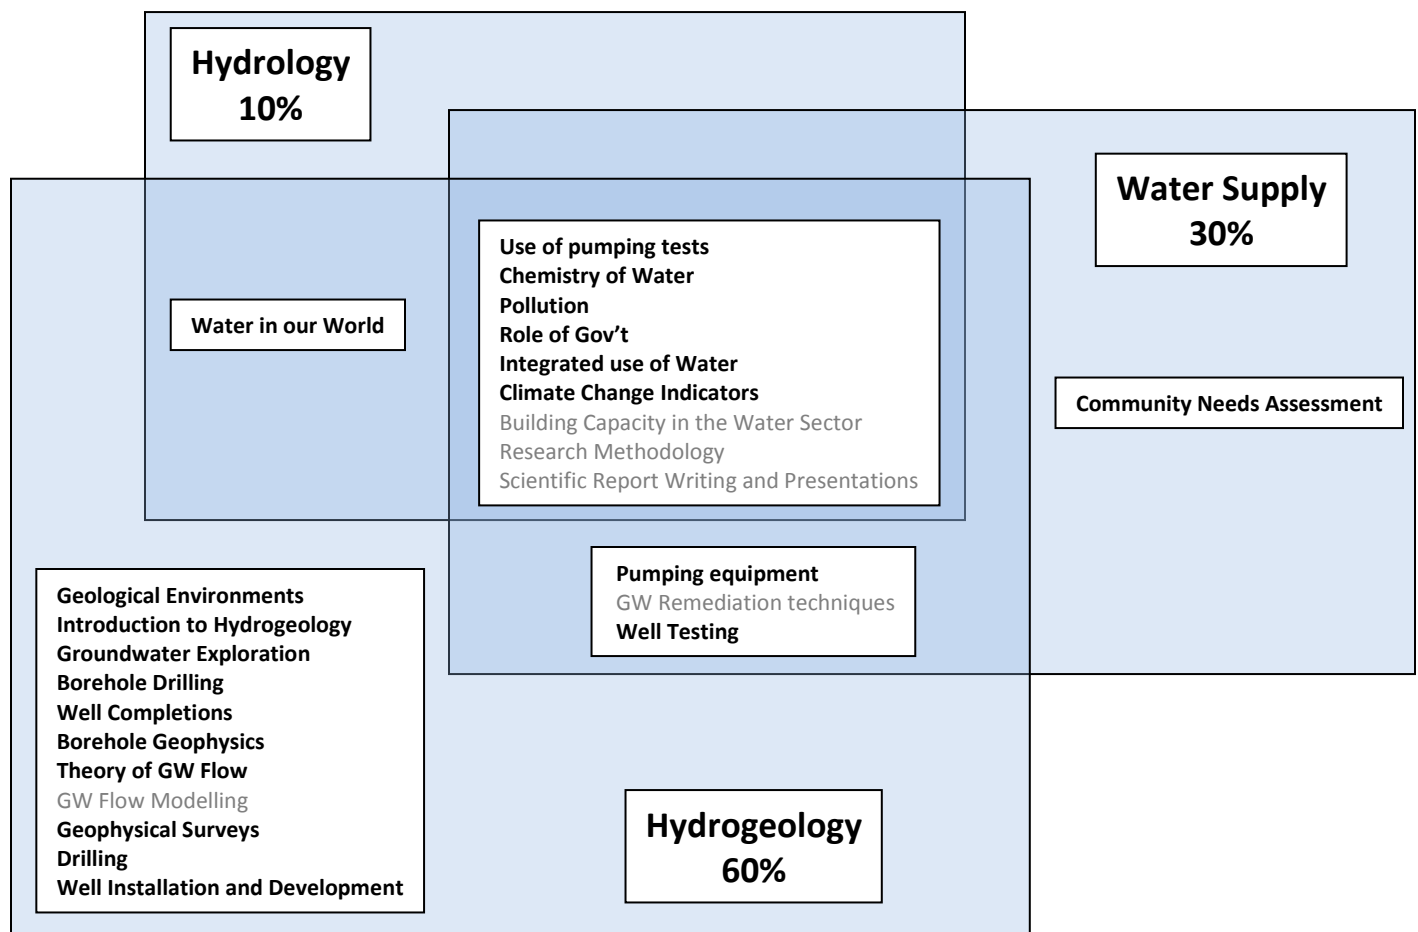 Hydrology
10%
Water Supply
30%
Use of pumping tests
Chemistry of Water
Pollution
Role of Gov’t
Integrated use of Water
Climate Change Indicators
Building Capacity in the Water Sector
Research Methodology
Scientific Report Writing and Presentations
Water in our World
Community Needs Assessment
Pumping equipment
GW Remediation techniques
Well Testing
Geological Environments
Introduction to Hydrogeology
Groundwater Exploration
Borehole Drilling
Well Completions
Borehole Geophysics
Theory of GW Flow
GW Flow Modelling
Geophysical Surveys
Drilling
Well Installation and Development
Hydrogeology
60%